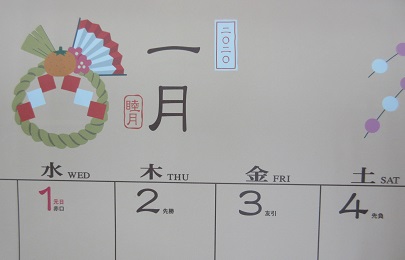 二〇二〇
一月
睦月
水 WED
木 THU
金 FRI
土 SAT
1 元日
赤口
2 先勝
3 友引
4 先負